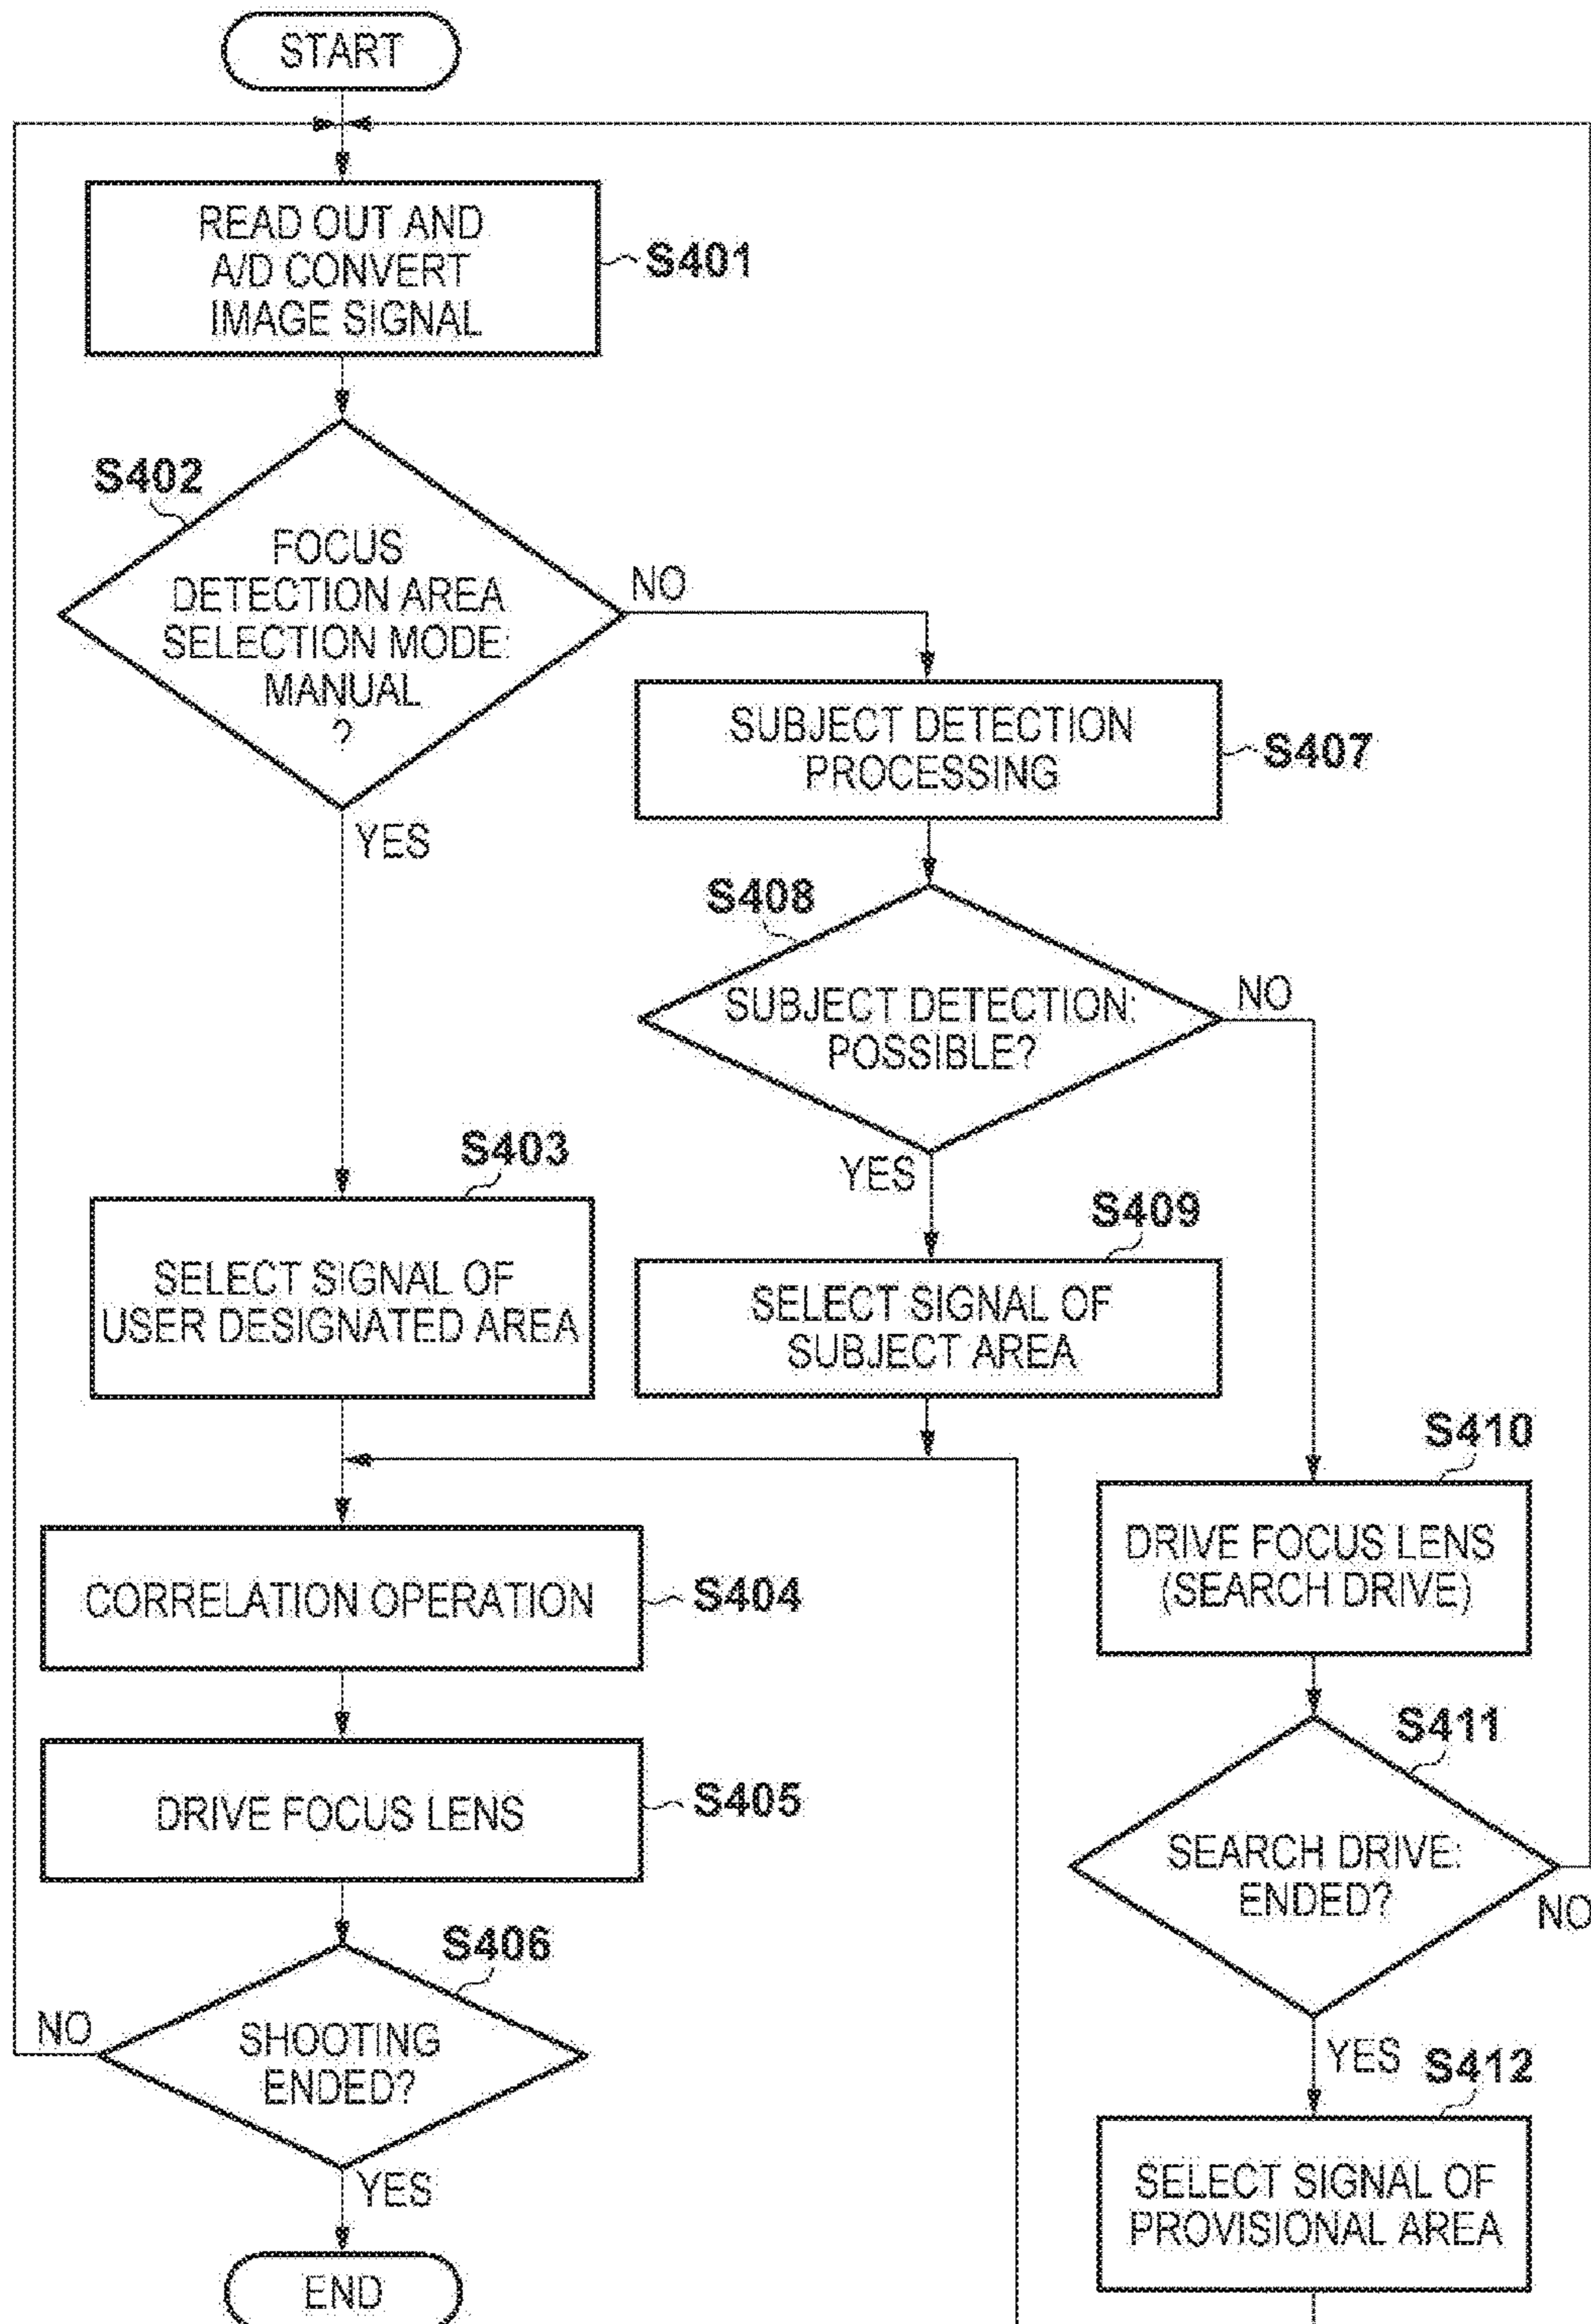 START
READ OUT AND
A/D CONVERT
IMAGE SIGNAL
S401
S402
FOCUS
DETECTION AREA
SELECTION MODE:
MANUAL
?
NO
YES
SUBJECT DETECTION
PROCESSING
S407
S408
SUBJECT DETECTION:
POSSIBLE?
NO
YES
S403
SELECT SIGNAL OF
USER DESIGNATED AREA
S409
SELECT SIGNAL OF
SUBJECT AREA
S410
DRIVE FOCUS LENS
(SEARCH DRIVE)
CORRELATION OPERATION
S404
DRIVE FOCUS LENS
S405
S411
SEARCH DRIVE:
ENDED?
NO
S406
SHOOTING
ENDED?
NO
YES
YES
S412
SELECT SIGNAL OF
PROVISIONAL AREA
END